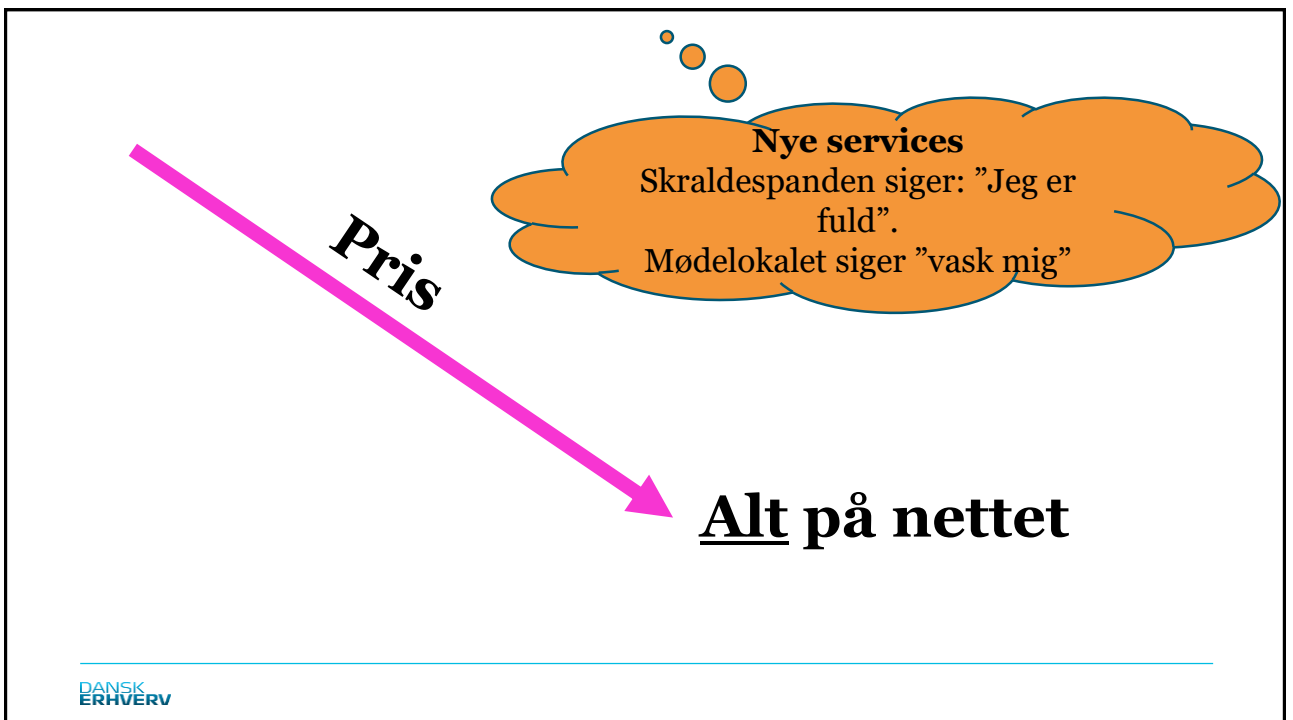 Nye services
Skraldespanden siger: ”Jeg er
fuld”.
Mødelokalet siger ”vask mig”
Pris
Alt på nettet
DANSK
ERHVERV